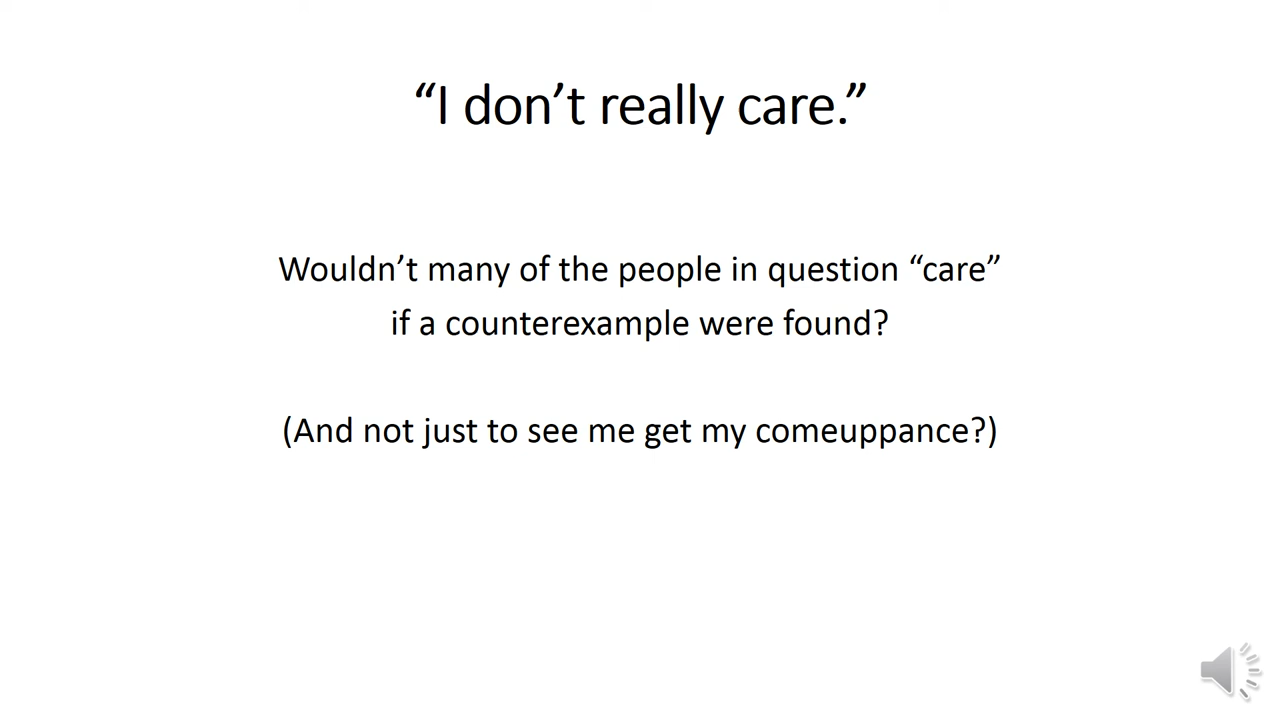 “I don’t really care.”
Wouldn’t many of the people in question “care”
if a counterexample were found?
(And not just to see me get my comeuppance?)